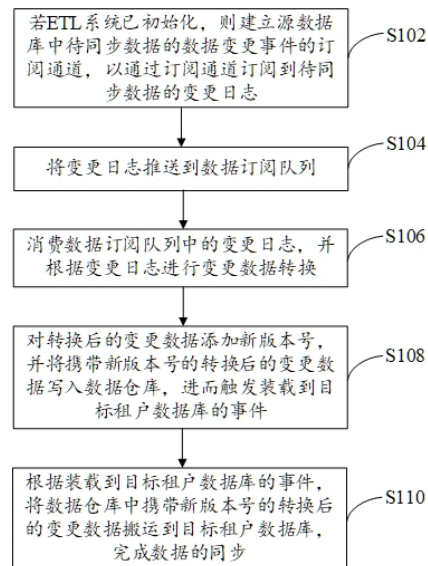 若ETL系统已初始化，则建立源数据
库中待同步数据的数据变更事件的订
阅通道，以通过订阅通道订阅到待同
步数据的变更日志
S102
将变更日志推送到数据订阅队列
S104
消费数据订阅队列中的变更日志，并
根据变更日志进行变更数据转换
S106
对转换后的变更数据添加新版本号，
并将携带新版本号的转换后的变更数
据写入数据仓库，进而触发装载到目
标租户数据库的事件
S108
根据装载到目标租户数据库的事件，
将数据仓库中携带新版本号的转换后
的变更数据搬运到目标租户数据库，
完成数据的同步
S110